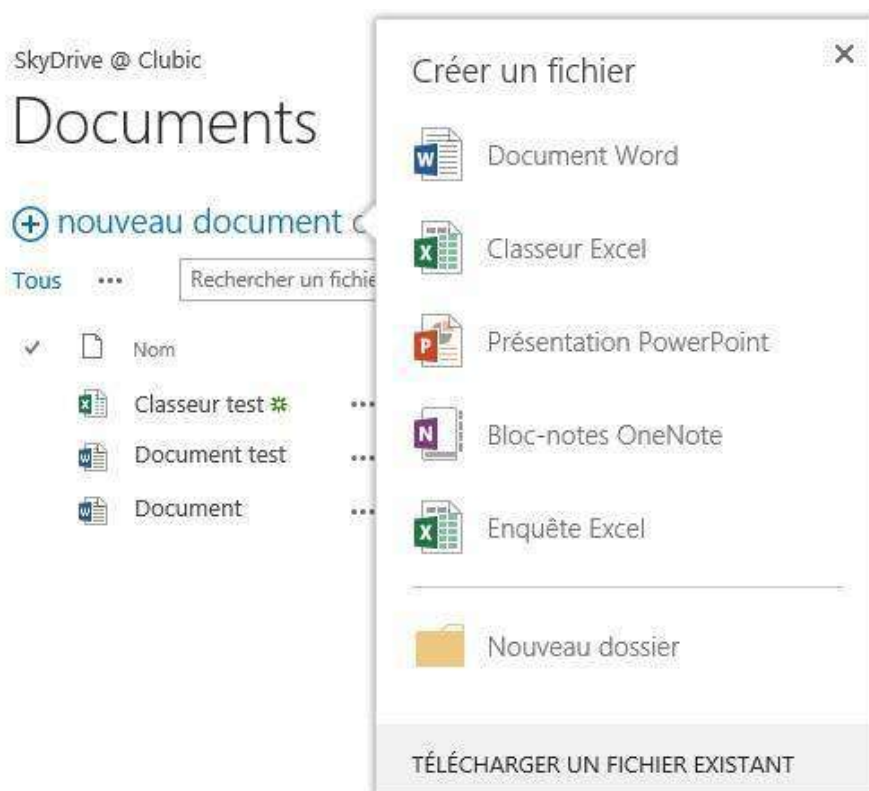 SkyDrive @ Clubic
Documents
nouveau document
Tous ...
Rechercher un fichie
Nom
Classeur test
Document test
Document
Créer un fichier
Document Word
Classeur Excel
Présentation PowerPoint
Bloc-notes OneNote
Enquête Excel
Nouveau dossier
TÉLÉCHARGER UN FICHIER EXISTANT